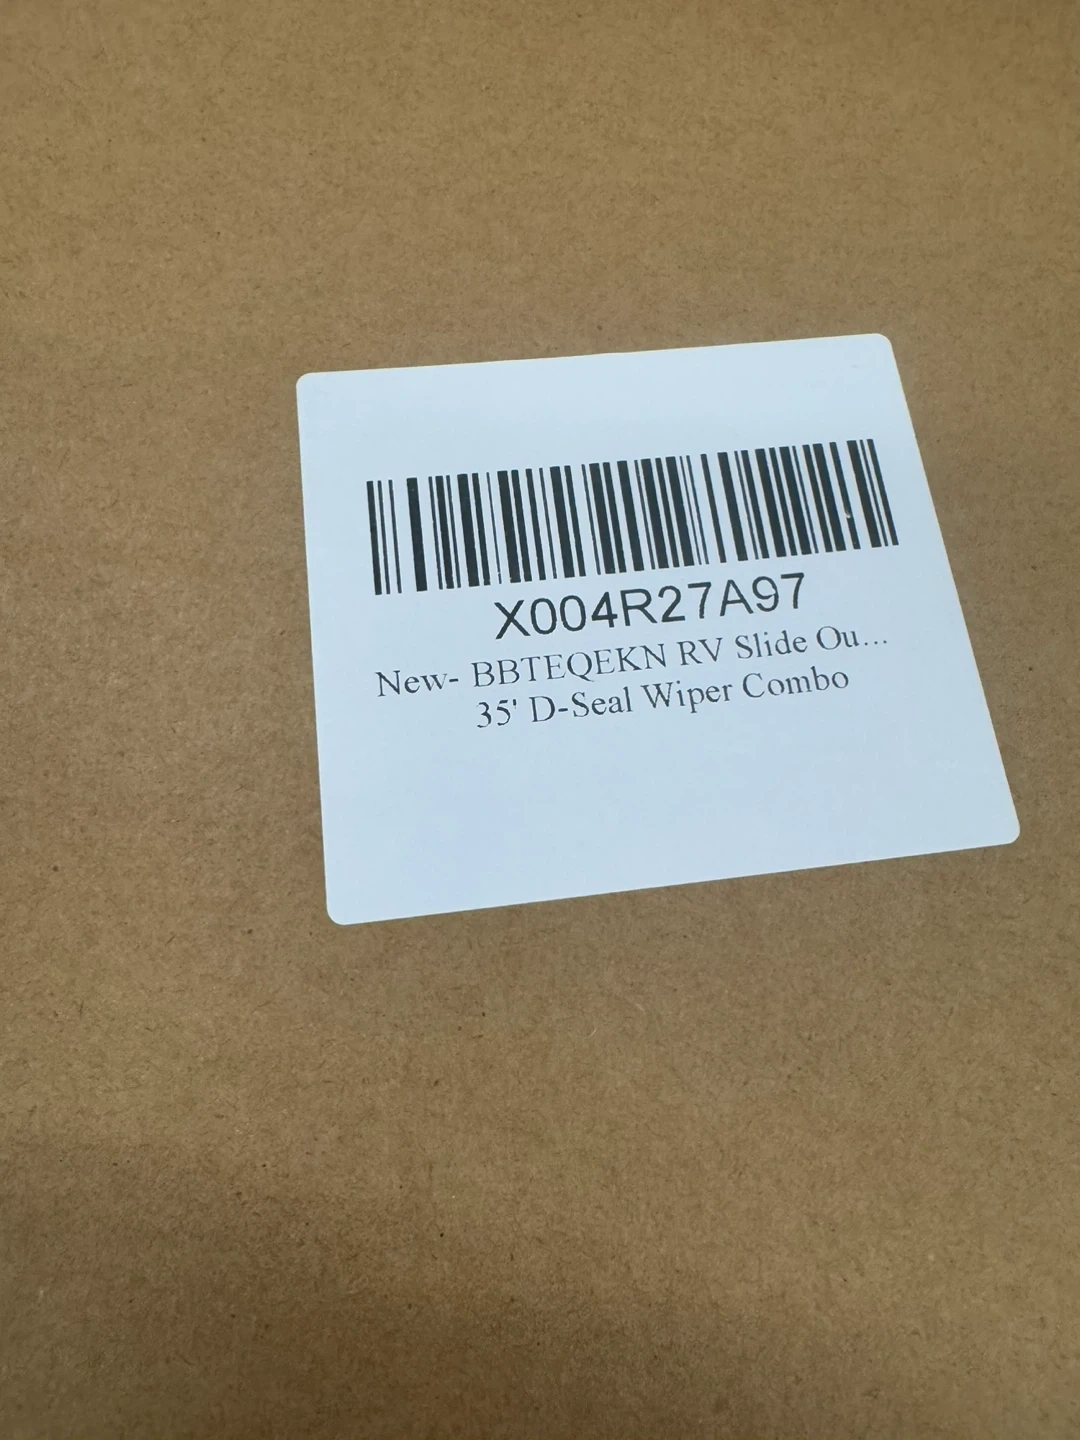 X004R27A97
New- BBTEQEKN RV Slide Ou...
35' D-Seal Wiper Combo